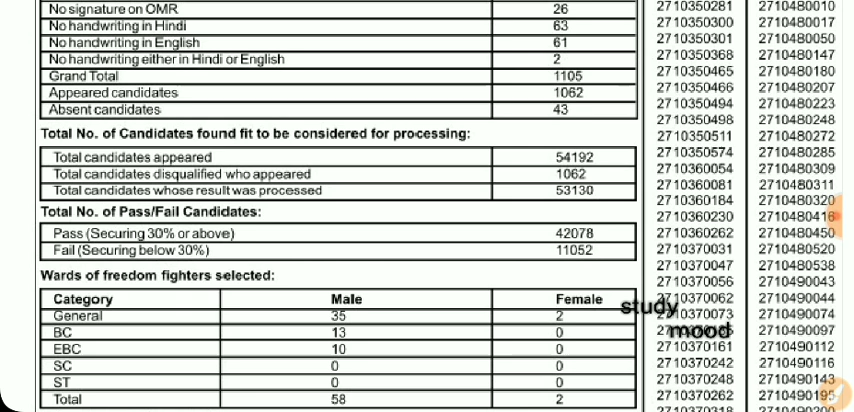 No signature on OMR 26
No handwriting in Hindi 63
No handwriting in English 61
No handwriting either in Hindi or English 2
Grand Total 1105
Appeared candidates 1062
Absent candidates 43
Total No. of Candidates found fit to be considered for processing:
Total candidates appeared 54192
Total candidates disqualified who appeared 1062
Total candidates whose result was processed 53130
Total No. of Pass/Fail Candidates:
Pass (Securing 30% or above) 42078
Fail (Securing below 30%) 11052
Wards of freedom fighters selected:
Category Male Female
General 35 2
BC 13 0
EBC 10 0
SC 0 0
ST 0 0
Total 58 2
study
mood
2710350281 2710480010
2710350300 2710480017
2710350301 2710480050
2710350368 2710480147
2710350465 2710480180
2710350466 2710480207
2710350494 2710480223
2710350498 2710480248
2710350511 2710480272
2710350574 2710480285
2710360054 2710480309
2710360081 2710480311
2710360184 2710480320
2710360230 2710480416
2710360262 2710480450
2710370031 2710480520
2710370047 2710480538
2710370056 2710490043
2710370062 2710490044
2710370073 2710490074
2710490097
2710370161 2710490112
2710370242 2710490116
2710370248 2710490143
2710370262 2710490195
2710370318 2710490200